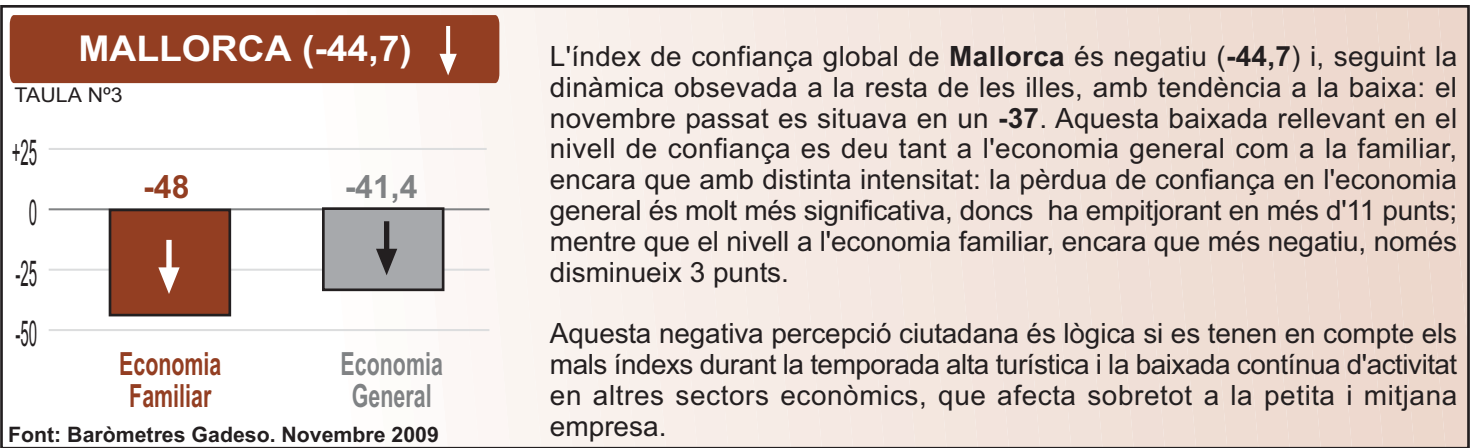 MALLORCA (-44,7)
TAULA Nº3
+25
0
-25
-50
-48
-41,4
Economia
Familiar
Economia
General
Font: Baròmetres Gadeso. Novembre 2009
L'índex de confiança global de Mallorca és negatiu (-44,7) i, seguint la
dinàmica obsevada a la resta de les illes, amb tendència a la baixa: el
novembre passat es situava en un -37. Aquesta baixada rellevant en el
nivell de confiança es deu tant a l'economia general com a la familiar,
encara que amb distinta intensitat: la pèrdua de confiança en l'economia
general és molt més significativa, doncs ha empitjorant en més d'11 punts;
mentre que el nivell a l'economia familiar, encara que més negatiu, només
disminueix 3 punts.
Aquesta negativa percepció ciutadana és lògica si es tenen en compte els
mals índexs durant la temporada alta turística i la baixada contínua d'activitat
en altres sectors econòmics, que afecta sobretot a la petita i mitjana
empresa.